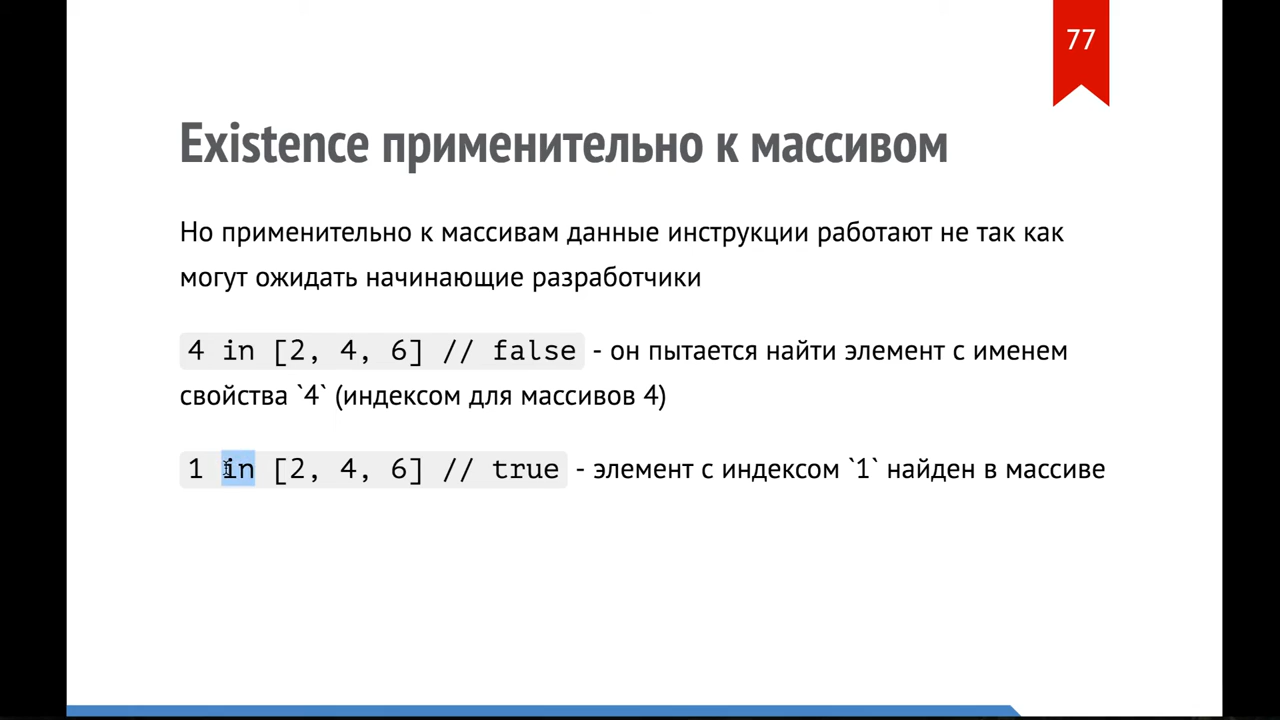 77
Existence применительно к массивом
Но применительно к массивам данные инструкции работают не так как
могут ожидать начинающие разработчики
4 in [2, 4, 6] // false - он пытается найти элемент с именем
свойства `4` (индексом для массивов 4)
1 in [2, 4, 6] // true - элемент с индексом `1` найден в массиве